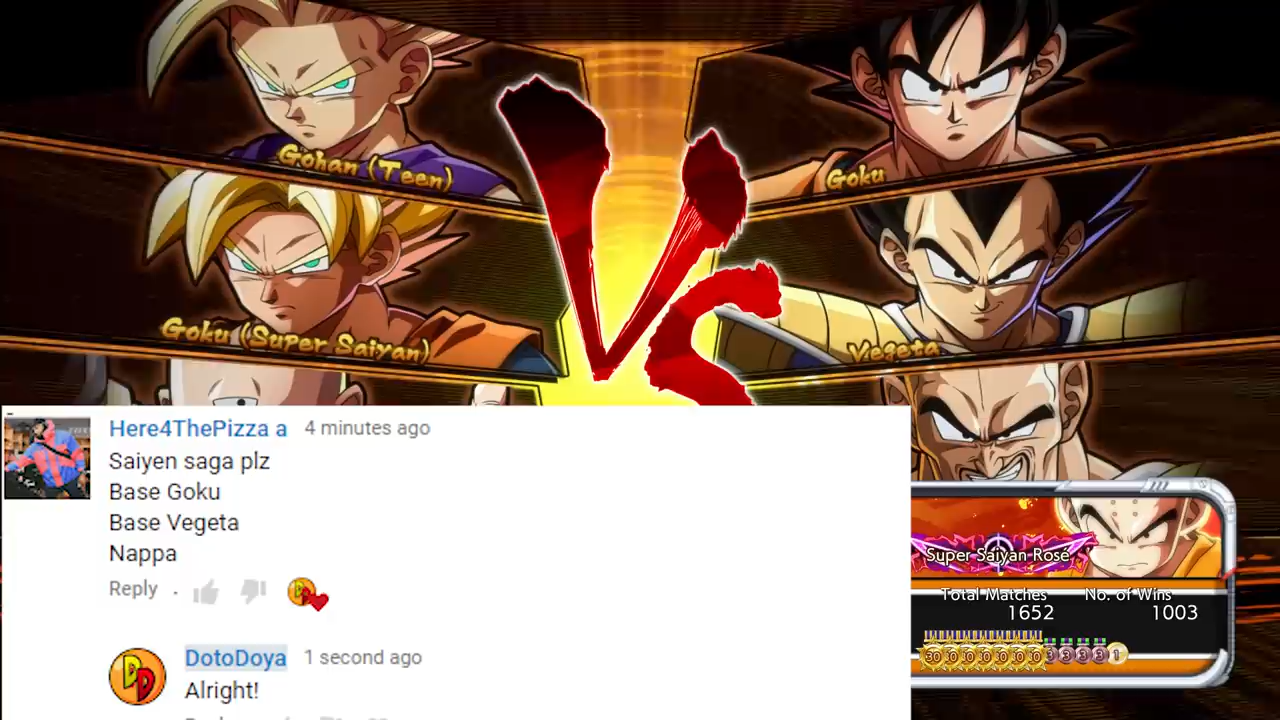 Gohan (Teen)
Goku
Goku (Super Saiyan)
Vegeta
Here4ThePizza a 4 minutes ago
Saiyen saga plz
Base Goku
Base Vegeta
Nappa
Reply
DotoDoya 1 second ago
Alright!
Super Saiyan Rosé
Total Matches No. of Wins
1652 1003